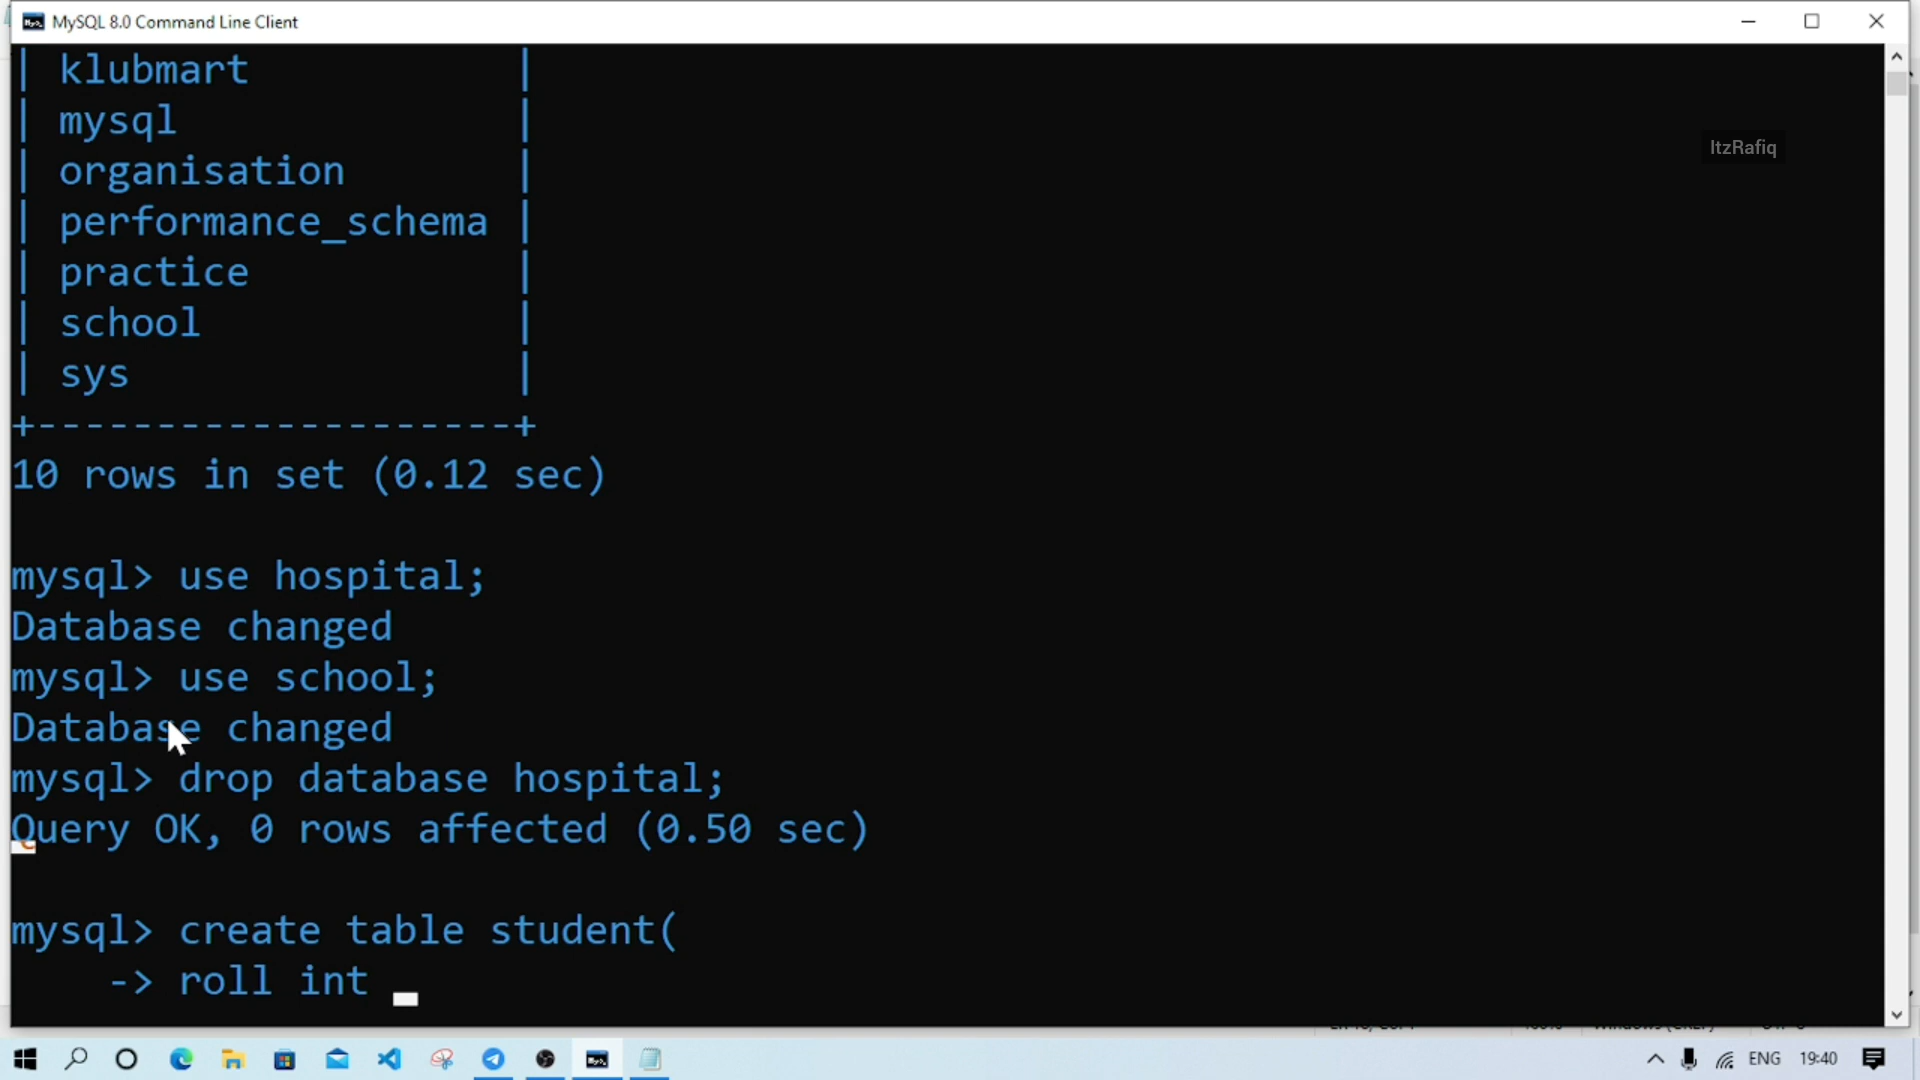 MySQL 8.0 Command Line Client
| klubmart |
| mysql |
| organisation |
| performance_schema |
| practice |
| school |
| sys |
+--------------------+
10 rows in set (0.12 sec)
ItzRafiq
mysql> use hospital;
Database changed
mysql> use school;
Database changed
mysql> drop database hospital;
Query OK, 0 rows affected (0.50 sec)
mysql> create table student(
-> roll int
ENG 19:40